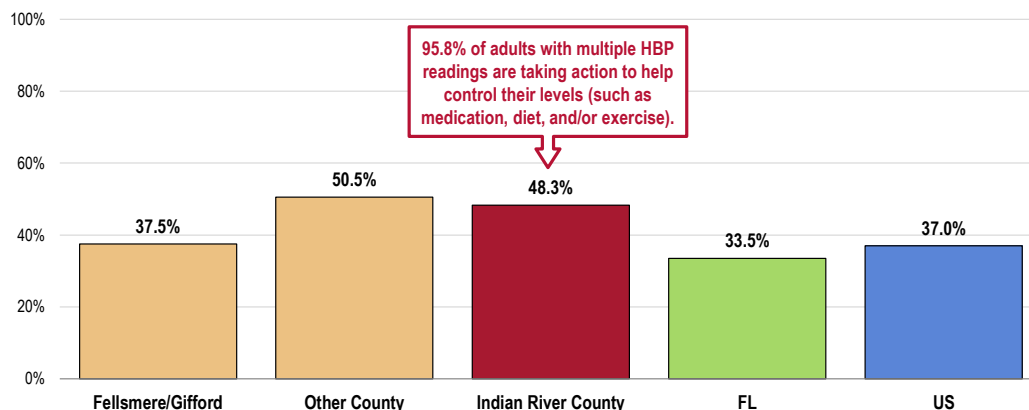 100%
95.8% of adults with multiple HBP
readings are taking action to help
control their levels (such as
medication, diet, and/or exercise).
80%
60%
50.5%
48.3%
37.5%
33.5%
37.0%
40%
20%
0%
Fellsmere/Gifford
Other County
Indian River County
FL
US